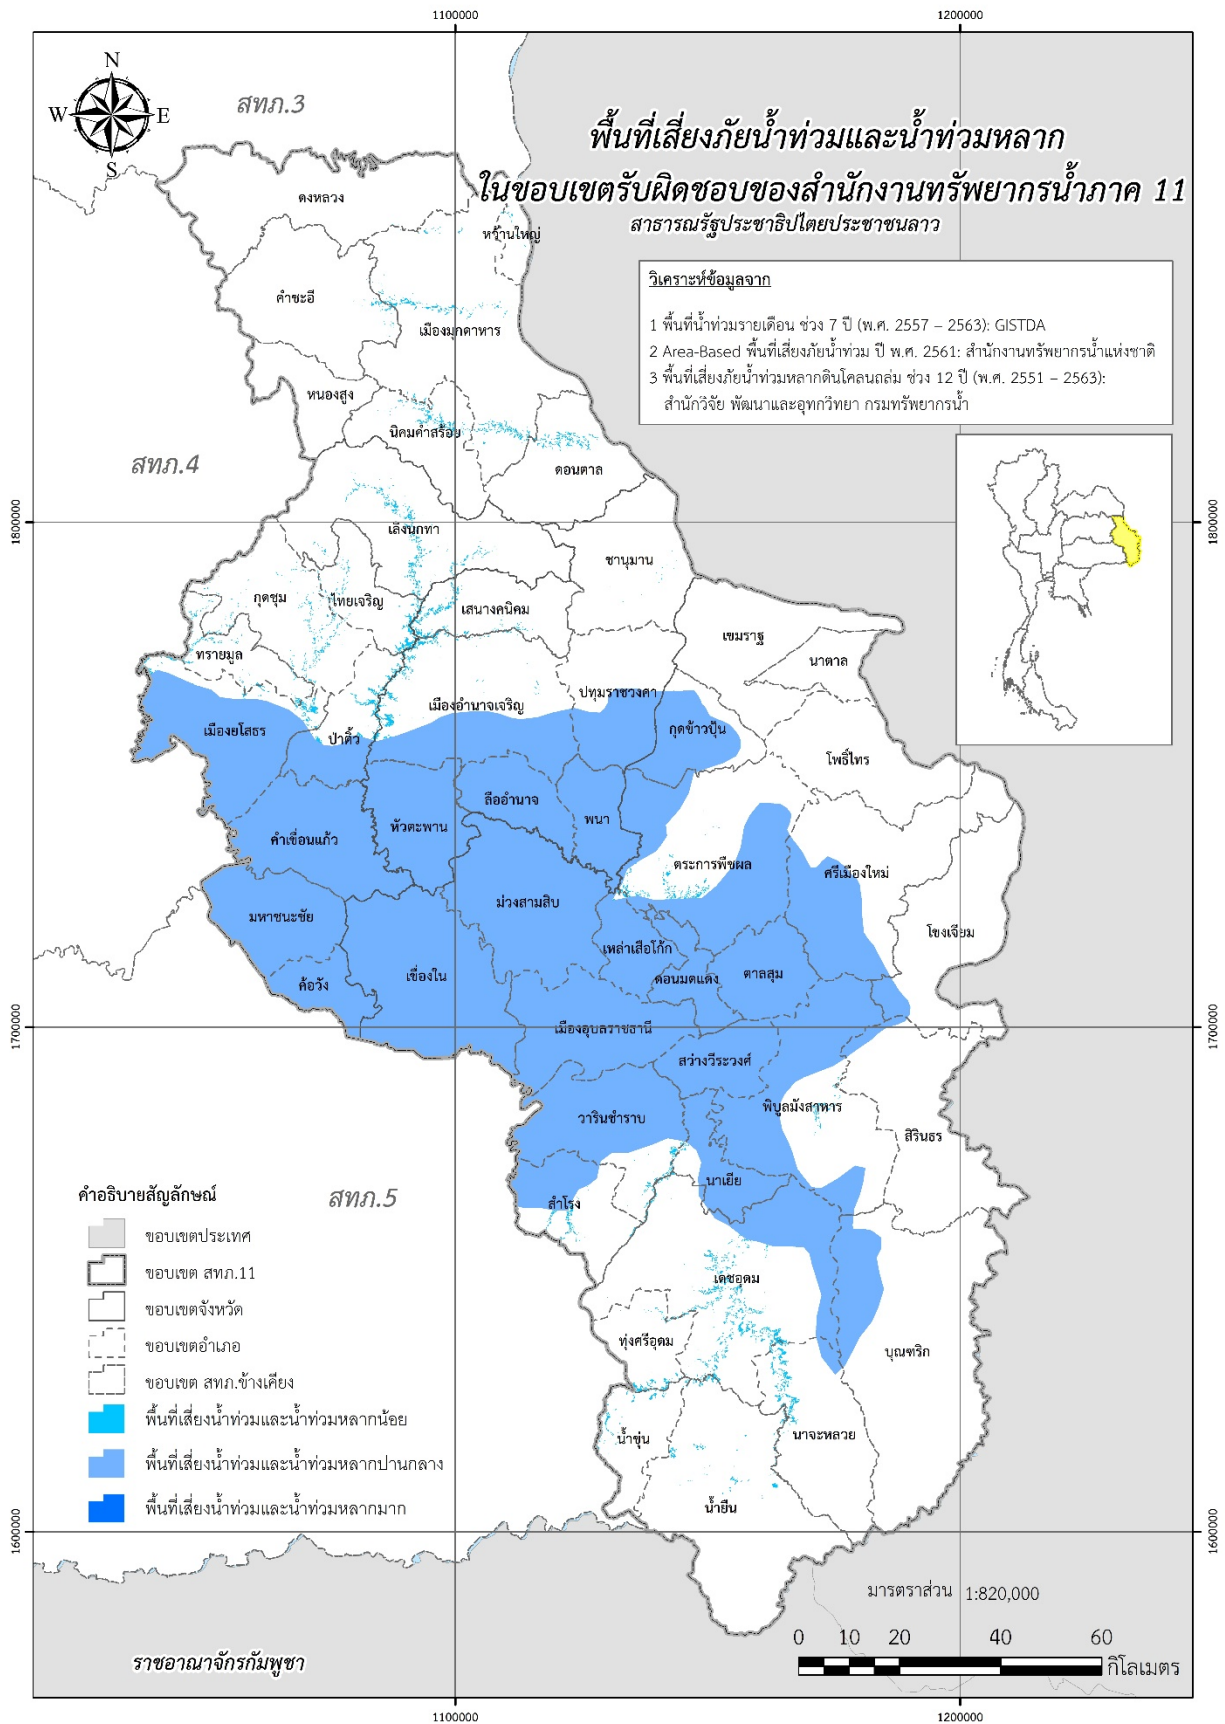 1100000
1200000
N
W
E
S
สทภ.3
พื้นที่เสี่ยงภัยน้ำท่วมและน้ำท่วมหลาก
ในขอบเขตรับผิดชอบของสำนักงานทรัพยากรน้ำภาค 11
สาธารณรัฐประชาธิปไตยประชาชนลาว
วิเคราะห์ข้อมูลจาก
1 พื้นที่น้ำท่วมรายเดือน ช่วง 7 ปี (พ.ศ. 2557 – 2563): GISTDA
2 Area-Based พื้นที่เสี่ยงภัยน้ำท่วม ปี พ.ศ. 2561: สำนักงานทรัพยากรน้ำแห่งชาติ
3 พื้นที่เสี่ยงภัยน้ำท่วมหลากดินโคลนถล่ม ช่วง 12 ปี (พ.ศ. 2551 – 2563):
สำนักวิจัย พัฒนาและอุทกวิทยา กรมทรัพยากรน้ำ
ดงหลวง
หว้านใหญ่
คำชะอี
เมืองมุกดาหาร
หนองสูง
นิคมคำสร้อย
สทภ.4
ดอนตาล
1800000
1800000
เลิงนกทา
ชานุมาน
กุดชุม
ไทยเจริญ
เสนางคนิคม
เขมราฐ
ทรายมูล
นาตาล
ปทุมราชวงศา
เมืองอำนาจเจริญ
เมืองยโสธร
ป่าติ้ว
กุดข้าวปุ้น
โพธิ์ไทร
ลืออำนาจ
หัวตะพาน
พนา
คำเขื่อนแก้ว
ตระการพืชผล
ศรีเมืองใหม่
ม่วงสามสิบ
มหาชนะชัย
โขงเจียม
เหล่าเสือโก้ก
เขื่องใน
ดอนมดแดง
ตาลสุม
ค้อวัง
1700000
1700000
เมืองอุบลราชธานี
สว่างวีระวงศ์
พิบูลมังสาหาร
วารินชำราบ
สิรินธร
นาเยีย
สำโรง
สทภ.5
เดชอุดม
ทุ่งศรีอุดม
บุณฑริก
นาจะหลวย
น้ำขุ่น
น้ำยืน
คำอธิบายสัญลักษณ์
ขอบเขตประเทศ
ขอบเขต สทภ.11
ขอบเขตจังหวัด
ขอบเขตอำเภอ
ขอบเขต สทภ.ข้างเคียง
พื้นที่เสี่ยงน้ำท่วมและน้ำท่วมหลากน้อย
พื้นที่เสี่ยงน้ำท่วมและน้ำท่วมหลากปานกลาง
พื้นที่เสี่ยงน้ำท่วมและน้ำท่วมหลากมาก
1600000
1600000
มารตราส่วน 1:820,000
0 10 20 40 60
กิโลเมตร
ราชอาณาจักรกัมพูชา
1100000
1200000